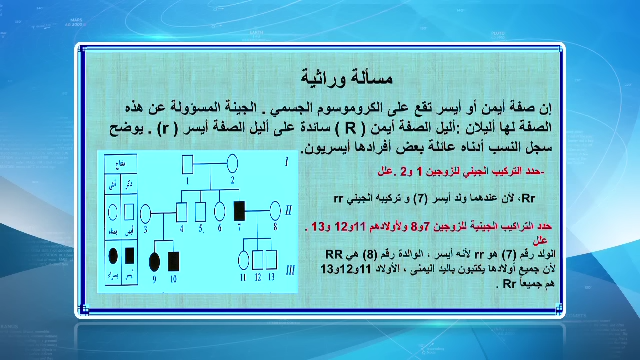 مسألة وراثية
إن صفة أيمن أو أيسر تقع على الكروموسوم الجسمي . الجينة المسؤولة عن هذه
الصفة لها أليلان :أليل الصفة أيمن ( R ) سائدة على أليل الصفة أيسر ( r) . يوضح
سجل النسب أدناه عائلة بعض أفرادها أيسريون.
-حدد التركيب الجيني للزوجين 1 و2 .علل
Rr، لأن عندهما ولد أيسر (7) و تركيبه الجيني rr
حدد التراكيب الجينية للزوجين 7و8 ولأولادهم 11و12 و13 .
علل
الولد رقم (7) هو rr لأنه أيسر ، الوالدة رقم (8) هي RR
لأن جميع أولادها يكتبون باليد اليمنى ، الأولاد 11و12و13
هم جميعاً Rr .
مفتاح
ذكر أنثى
I
1 2
II
3 4 5 6 7 8
III
9 10 11 12 13